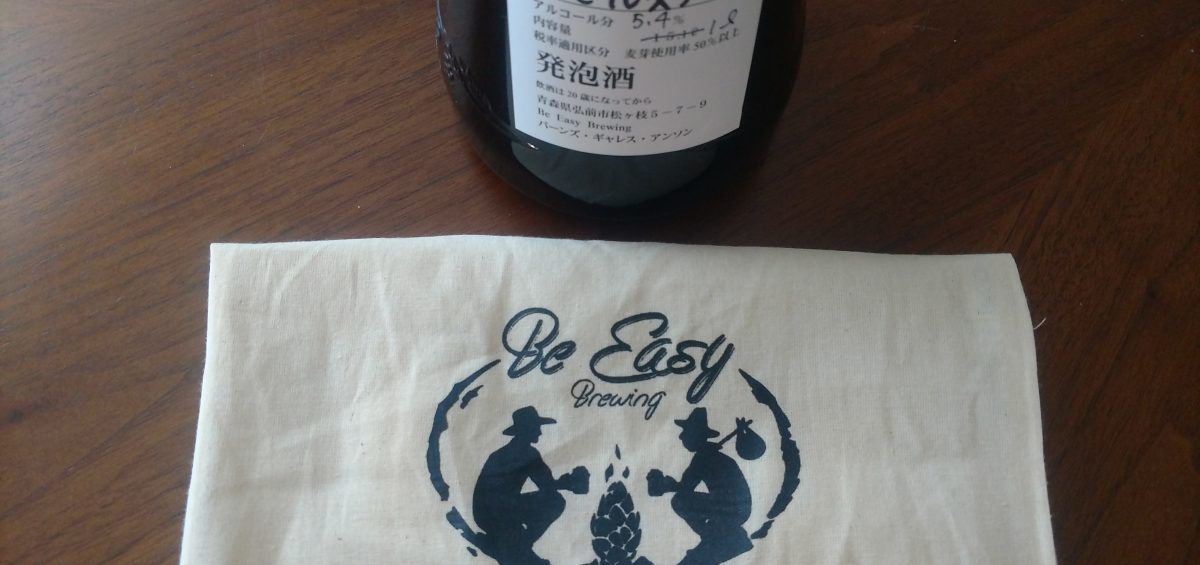 アルコール分 5.4%
内容量 1510 1ℓ
税率適用区分 麦芽使用率50%以上
発泡酒
飲酒は20歳になってから
青森県弘前市松ヶ枝5-7-9
Be Easy Brewing
バーンズ・ギャレス・アンソン
Be Easy
Brewing